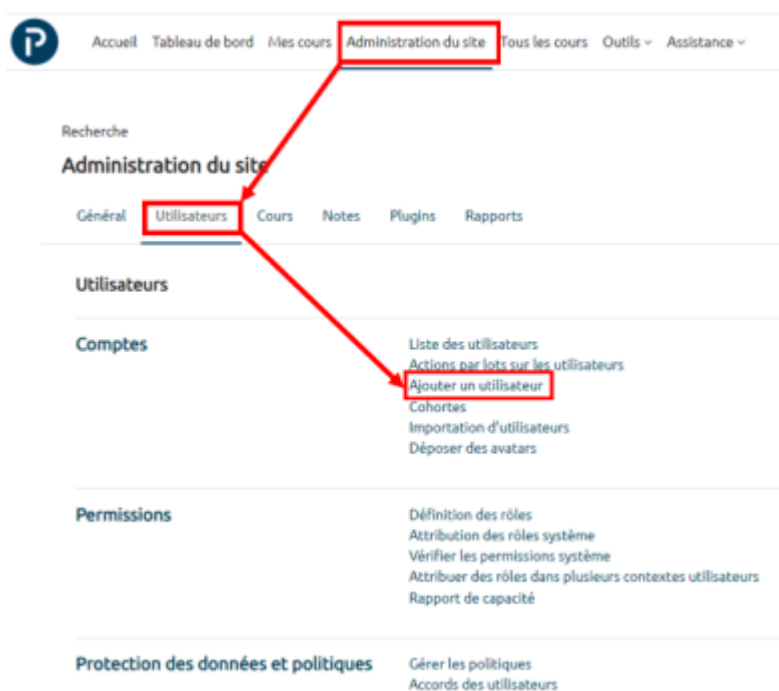 P
Accueil Tableau de bord Mes cours Administration du site Tous les cours Outils Assistance
Recherche
Administration du site
Général Utilisateurs Cours Notes Plugins Rapports
Utilisateurs
Comptes
Liste des utilisateurs
Actions par lots sur les utilisateurs
Ajouter un utilisateur
Cohortes
Importation d'utilisateurs
Déposer des avatars
Permissions
Définition des rôles
Attribution des rôles système
Vérifier les permissions système
Attribuer des rôles dans plusieurs contextes utilisateurs
Rapport de capacité
Protection des données et politiques
Gérer les politiques
Accords des utilisateurs